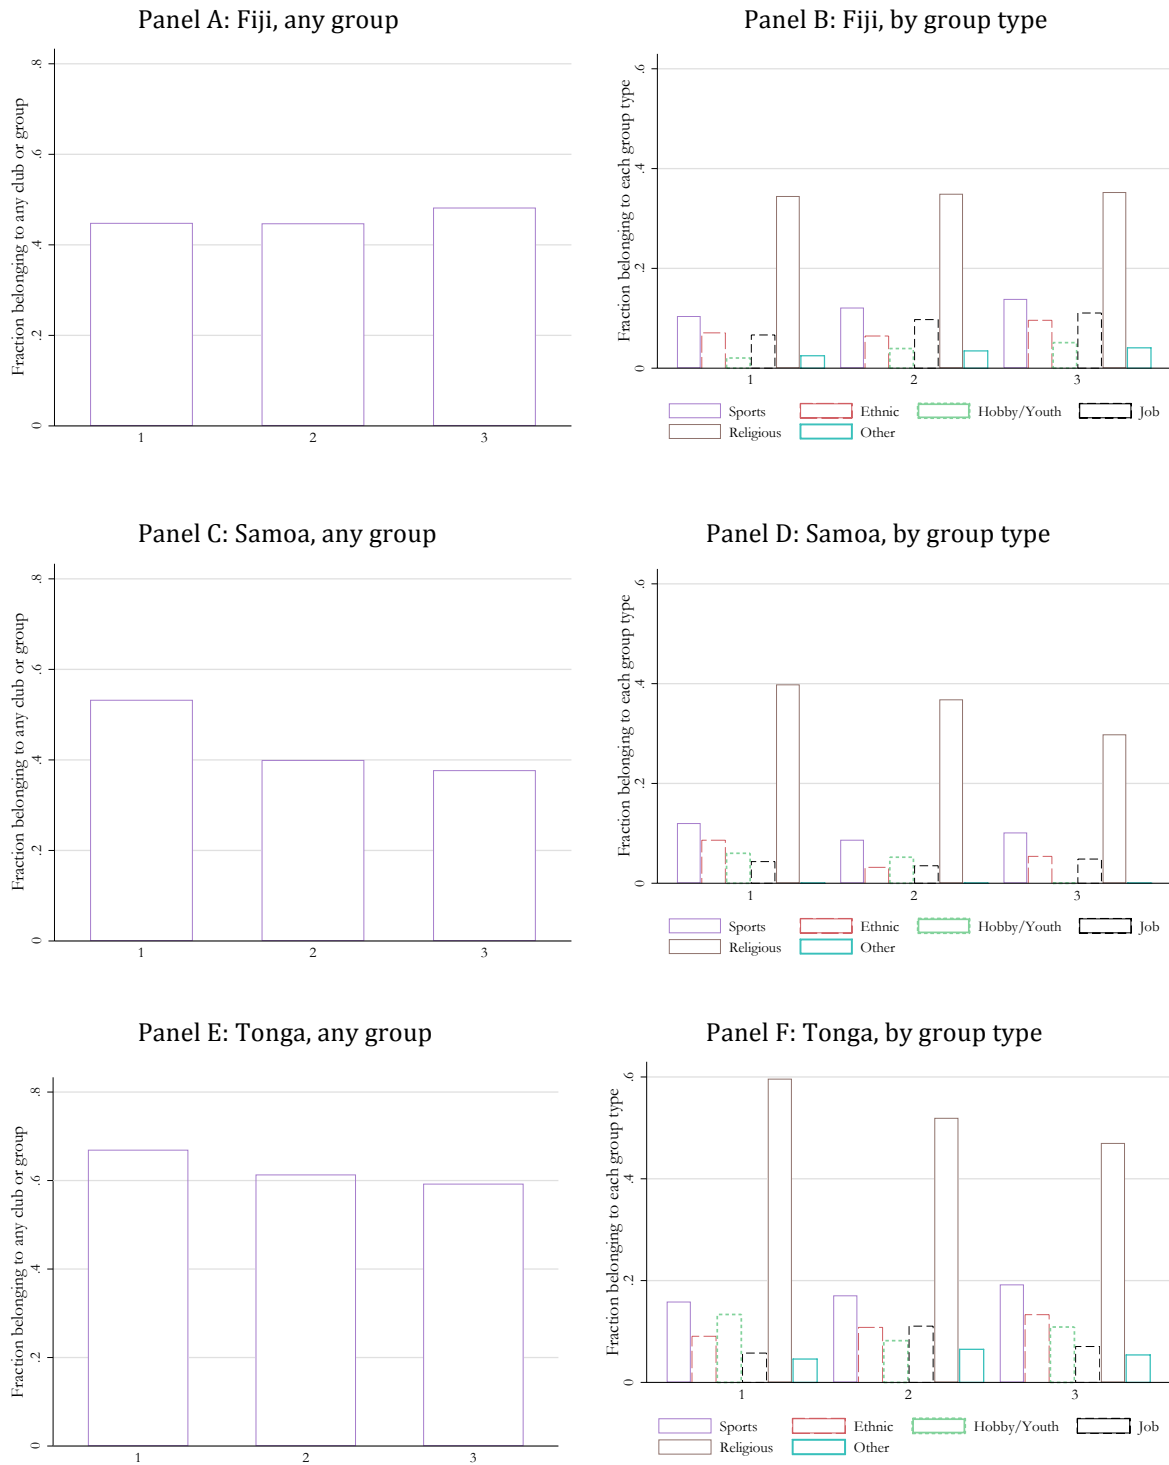 Panel A: Fiji, any group
Fraction belonging to any club or group
.8
.6
.4
.2
0
1 2 3
Panel B: Fiji, by group type
Fraction belonging to each group type
.6
.4
.2
0
1 2 3
Sports Ethnic Hobby/Youth Job
Religious Other
Panel C: Samoa, any group
Fraction belonging to any club or group
.8
.6
.4
.2
0
1 2 3
Panel D: Samoa, by group type
Fraction belonging to each group type
.6
.4
.2
0
1 2 3
Sports Ethnic Hobby/Youth Job
Religious Other
Panel E: Tonga, any group
Fraction belonging to any club or group
.8
.6
.4
.2
0
1 2 3
Panel F: Tonga, by group type
Fraction belonging to each group type
.6
.4
.2
0
1 2 3
Sports Ethnic Hobby/Youth Job
Religious Other